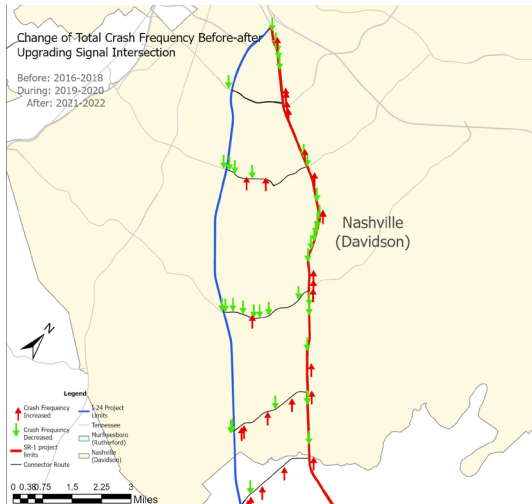 Change of Total Crash Frequency Before-after
Upgrading Signal Intersection
Before: 2016-2018
During: 2019-2020
After: 2021-2022
Nashville
(Davidson)
N
Legend
Crash Frequency
Increased
Crash Frequency
Decreased
SR-1 project
limits
Connector Route
I-24 Project
Limits
Tennessee
Murfreesboro
(Rutherford)
Nashville
(Davidson)
0 0.38 0.75 1.5 2.25 3
Miles